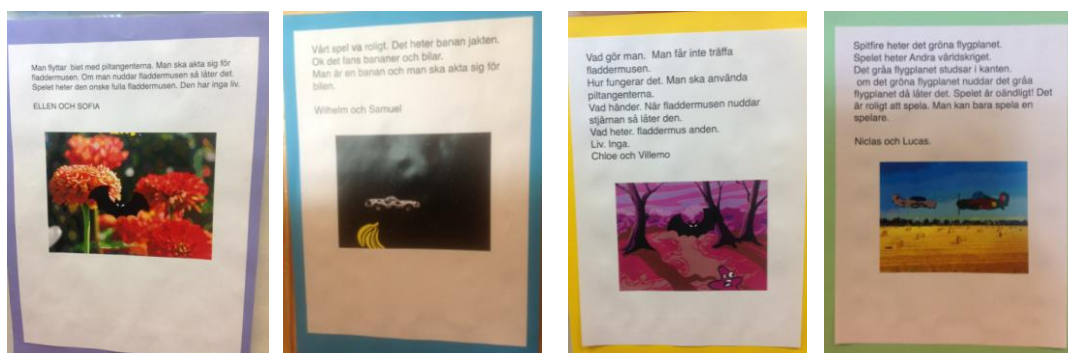 Man flyttar biet med piltangenterna. Man ska akta sig för
fladdermusen. Om man nuddar fladdermusen så låter det.
Spelet heter den onske fulla fladdermusen. Den har inga liv.
ELLEN OCH SOFIA
Vårt spel va roligt. Det heter banan jakten.
Ok det fans bananer och bilar.
Man är en banan och man ska akta sig för
bilen.
Wilhelm och Samuel
Vad gör man. Man får inte träffa
fladdermusen.
Hur fungerar det. Man ska använda
piltangenterna.
Vad händer. När fladdermusen nuddar
stjärnan så låter den.
Vad heter. fladdermus anden.
Liv. Inga.
Chloe och Villemo
Spitfire heter det gröna flygplanet.
Spelet heter Andra världskriget.
Det gråa flygplanet studsar i kanten.
om det gröna flygplanet nuddar det gråa
flygplanet då låter det. Spelet är oändligt! Det
är roligt att spela. Man kan bara spela en
spelare.
Niclas och Lucas.